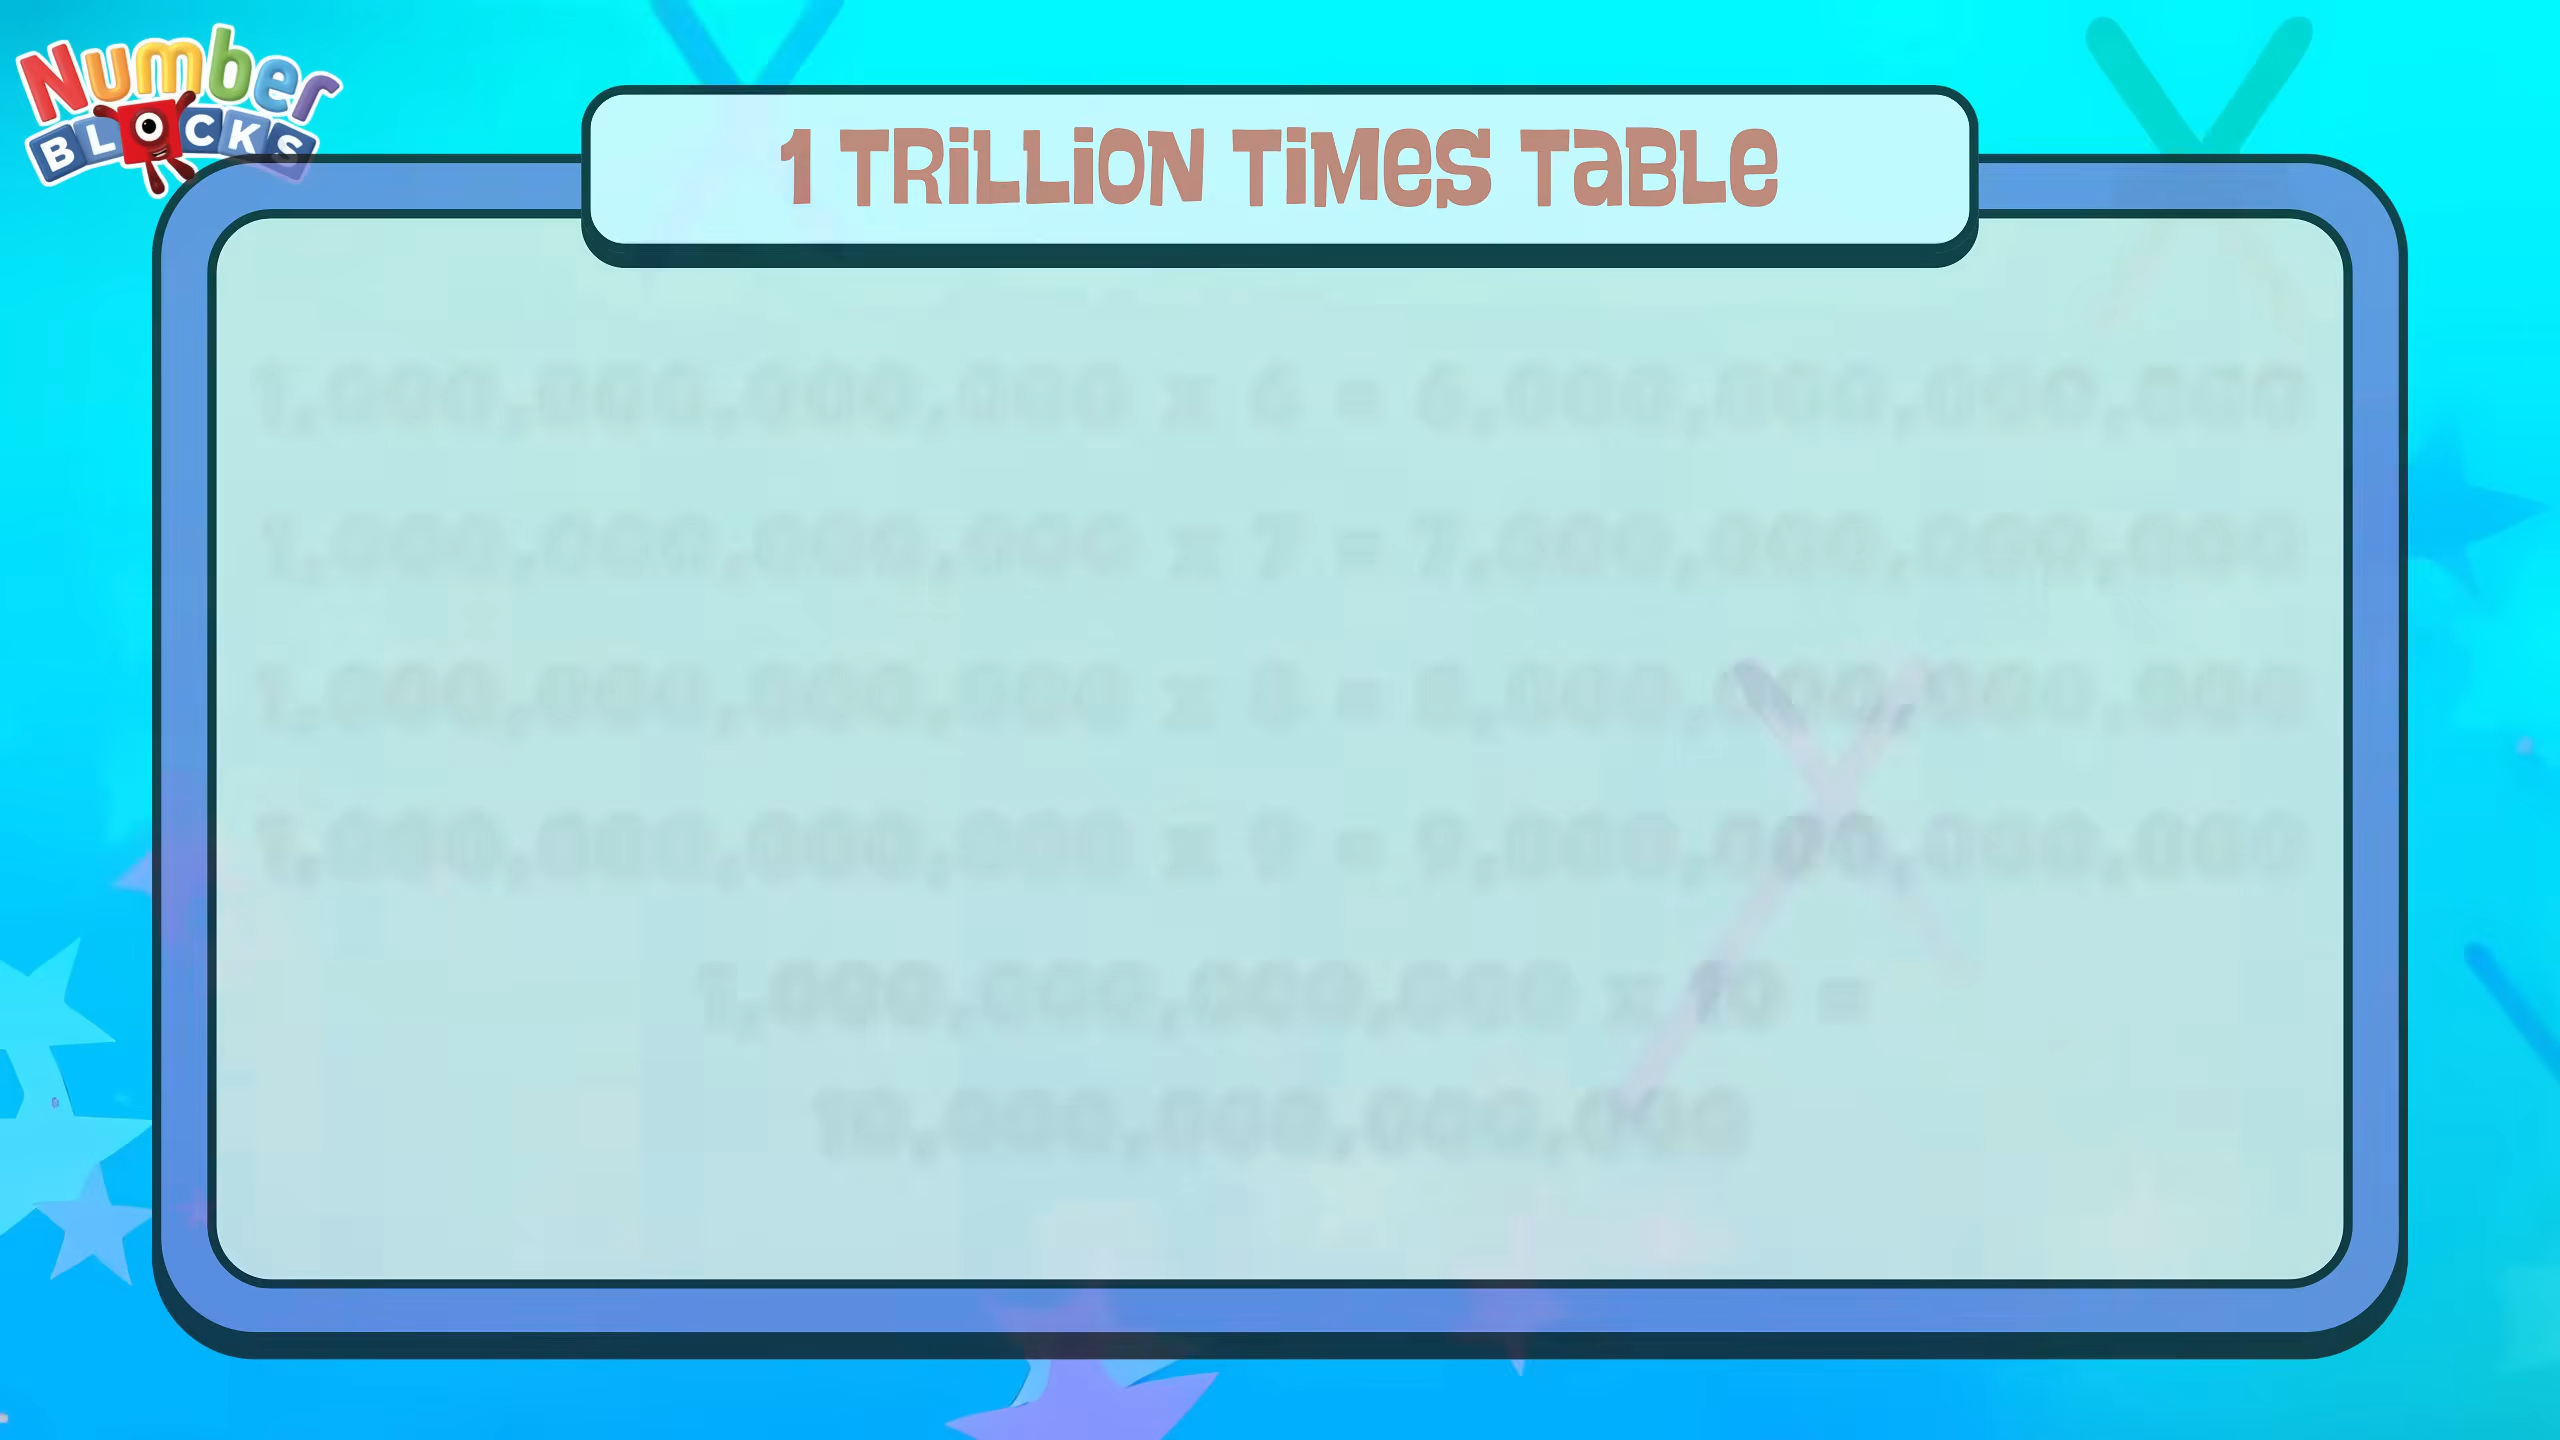 Number
BLOCKS
1 TRiLLiON TiMes TaBLe
1,000,000,000,000 x 6 = 6,000,000,000,000
1,000,000,000,000 x 7 = 7,000,000,000,000
1,000,000,000,000 x 8 = 8,000,000,000,000
1,000,000,000,000 x 9 = 9,000,000,000,000
1,000,000,000,000 x 10 =
10,000,000,000,000